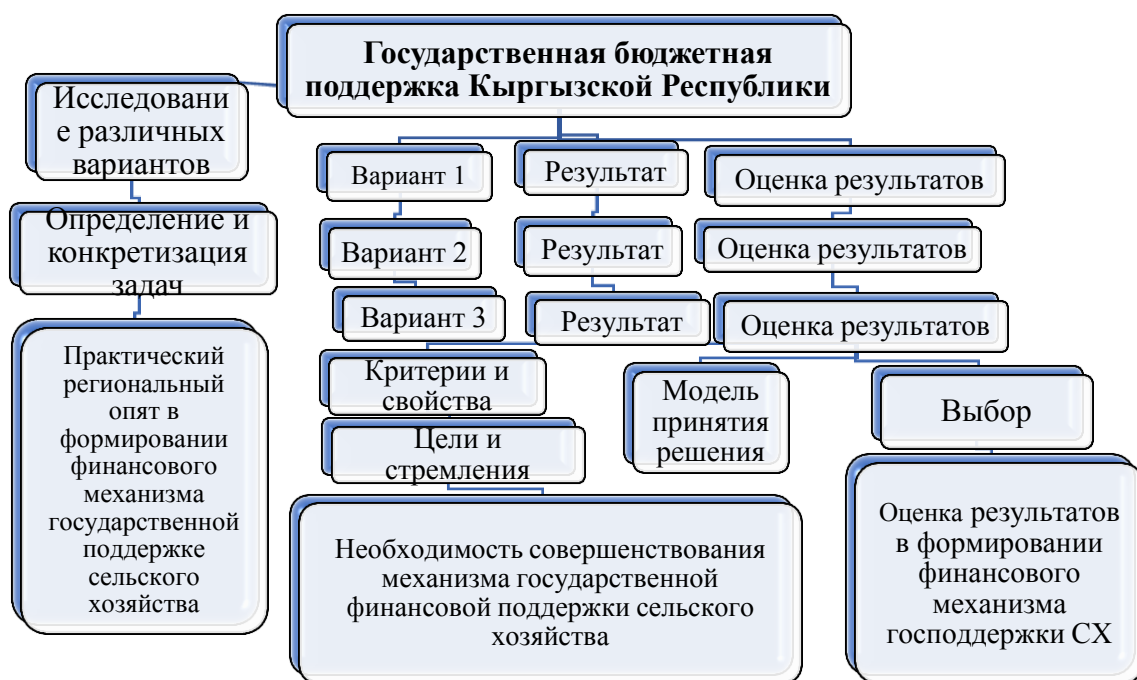 Государственная бюджетная
поддержка Кыргызской Республики
Исследовани
е различных
вариантов
Определение и
конкретизация
задач
Практический
региональный
опят в
формировании
финансового
механизма
государственной
поддержке
сельского
хозяйства
Вариант 1
Результат
Оценка результатов
Вариант 2
Результат
Оценка результатов
Вариант 3
Результат
Оценка результатов
Критерии и
свойства
Цели и
стремления
Необходимость совершенствования
механизма государственной
финансовой поддержки сельского
хозяйства
Модель
принятия
решения
Выбор
Оценка результатов
в формировании
финансового
механизма
господдержки СХ